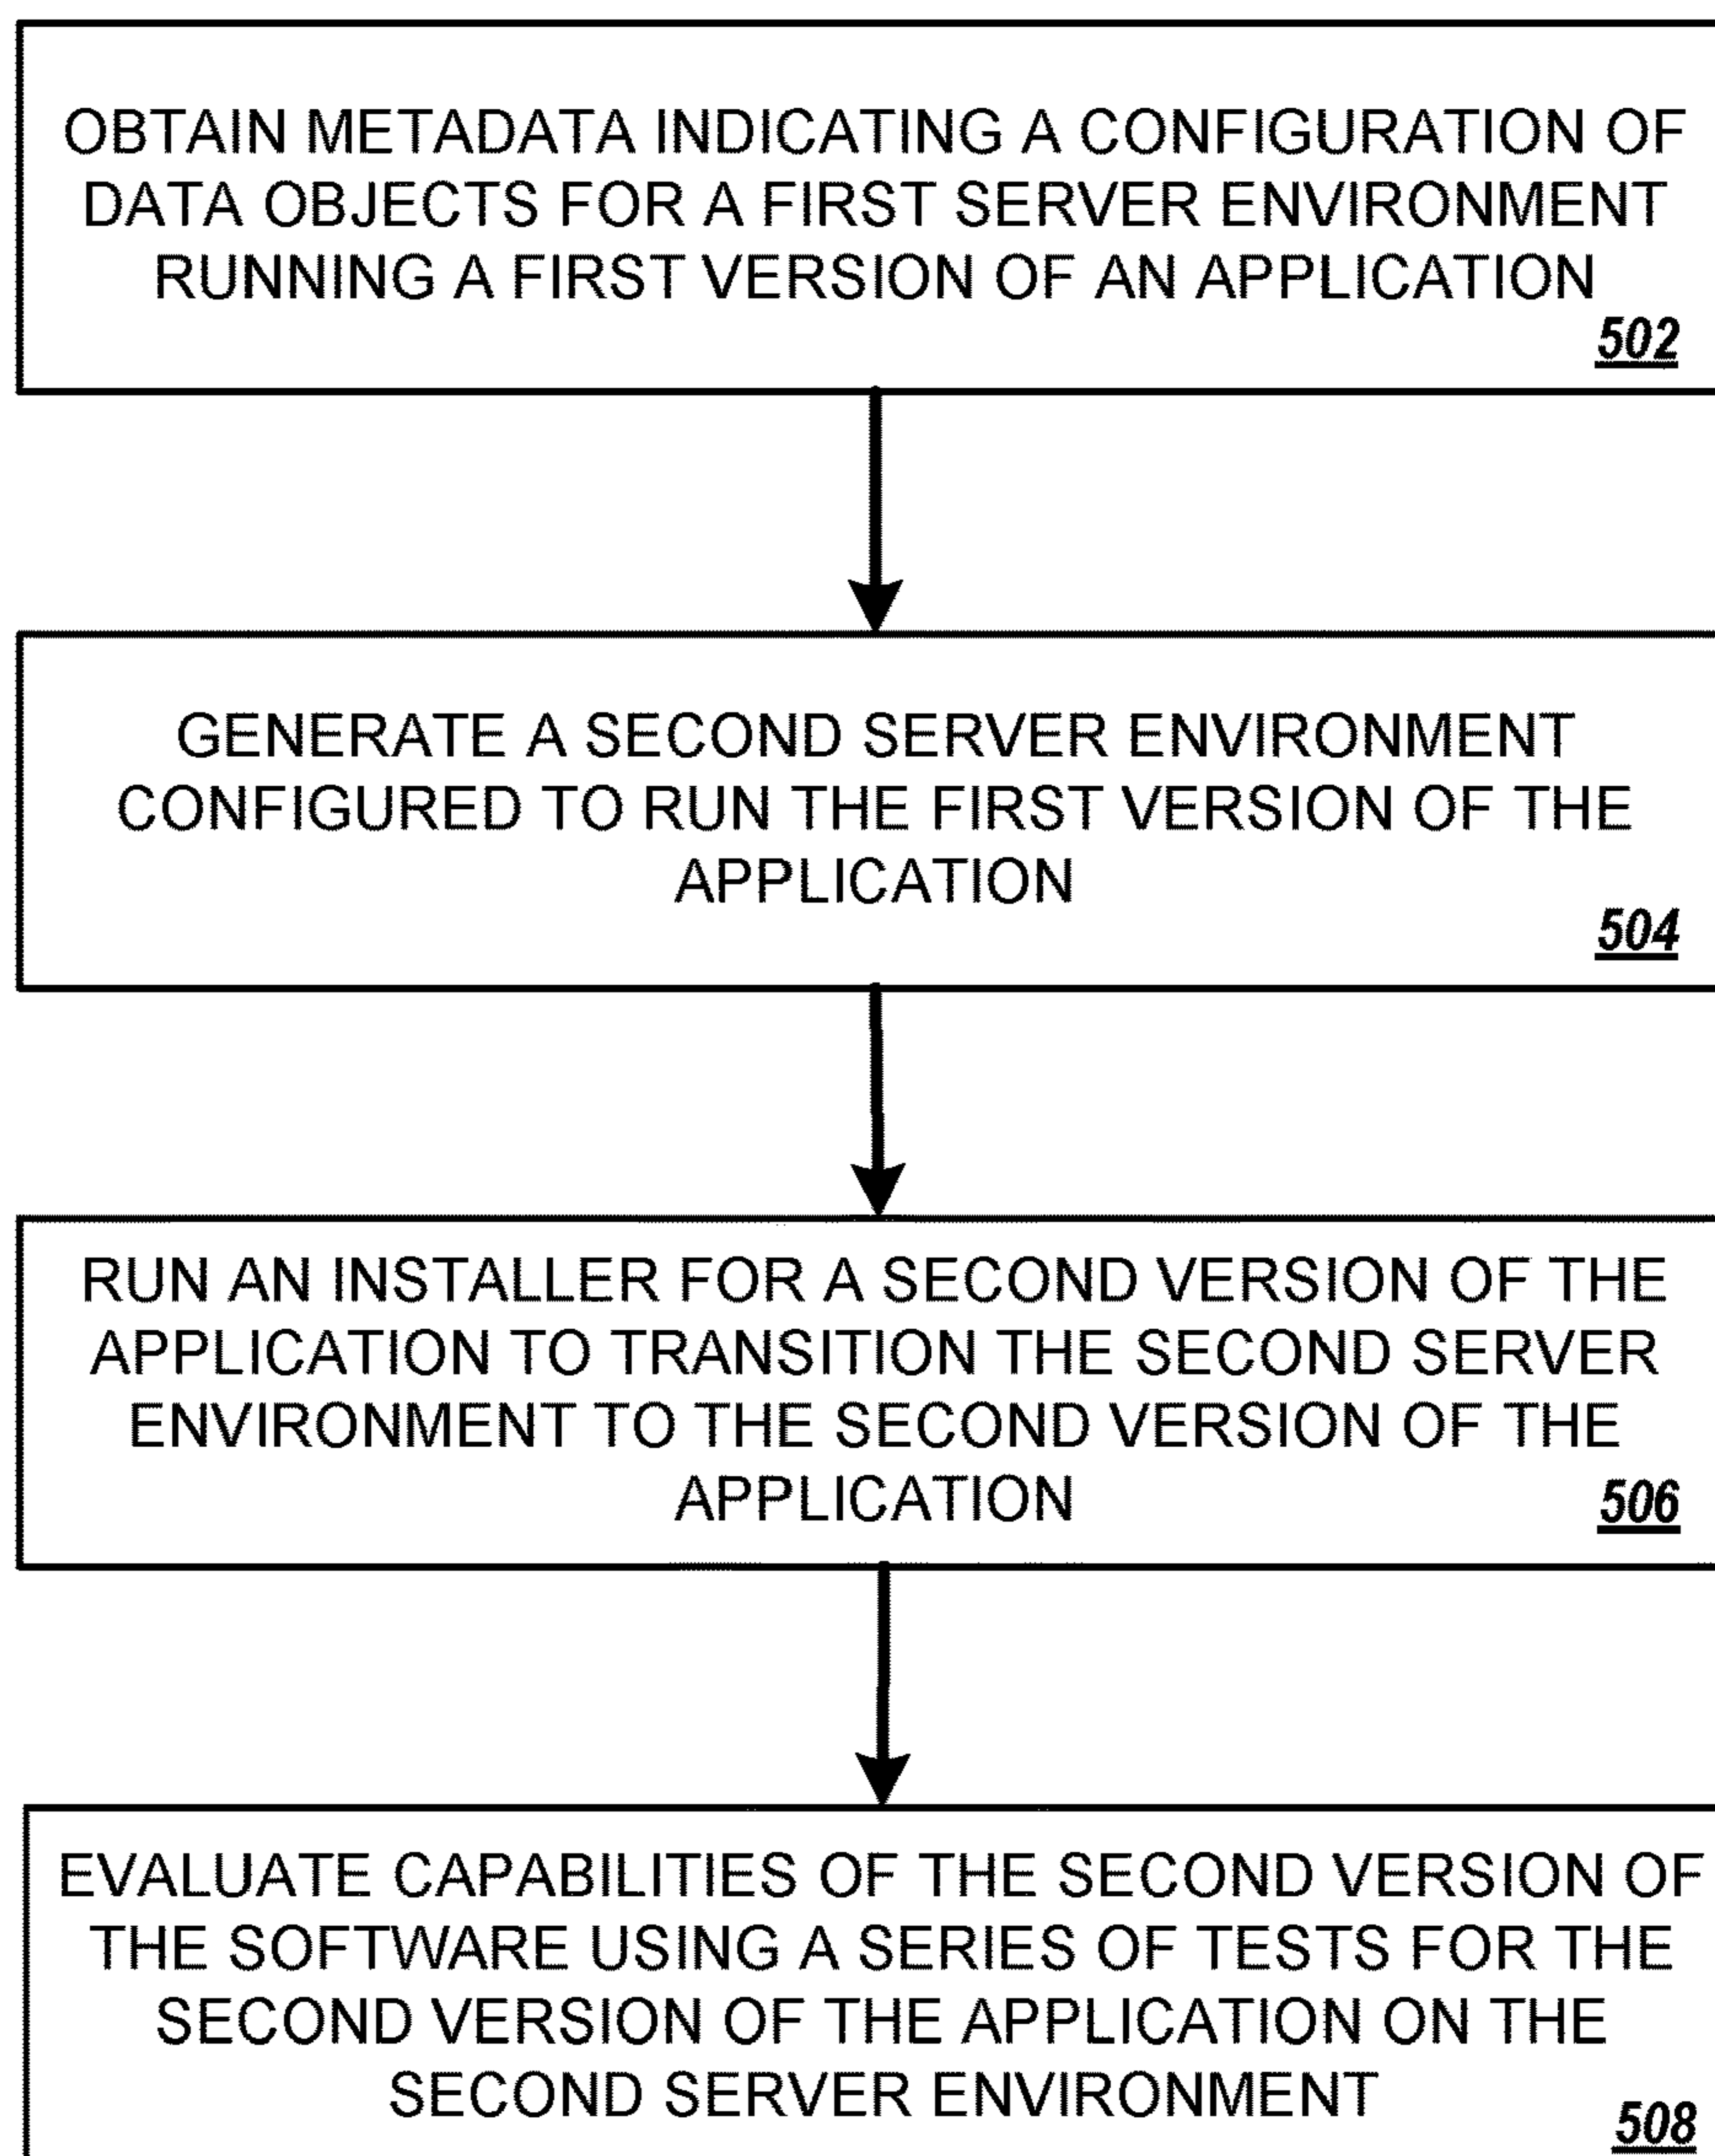 OBTAIN METADATA INDICATING A CONFIGURATION OF
DATA OBJECTS FOR A FIRST SERVER ENVIRONMENT
RUNNING A FIRST VERSION OF AN APPLICATION
502
GENERATE A SECOND SERVER ENVIRONMENT
CONFIGURED TO RUN THE FIRST VERSION OF THE
APPLICATION
504
RUN AN INSTALLER FOR A SECOND VERSION OF THE
APPLICATION TO TRANSITION THE SECOND SERVER
ENVIRONMENT TO THE SECOND VERSION OF THE
APPLICATION
506
EVALUATE CAPABILITIES OF THE SECOND VERSION OF
THE SOFTWARE USING A SERIES OF TESTS FOR THE
SECOND VERSION OF THE APPLICATION ON THE
SECOND SERVER ENVIRONMENT
508